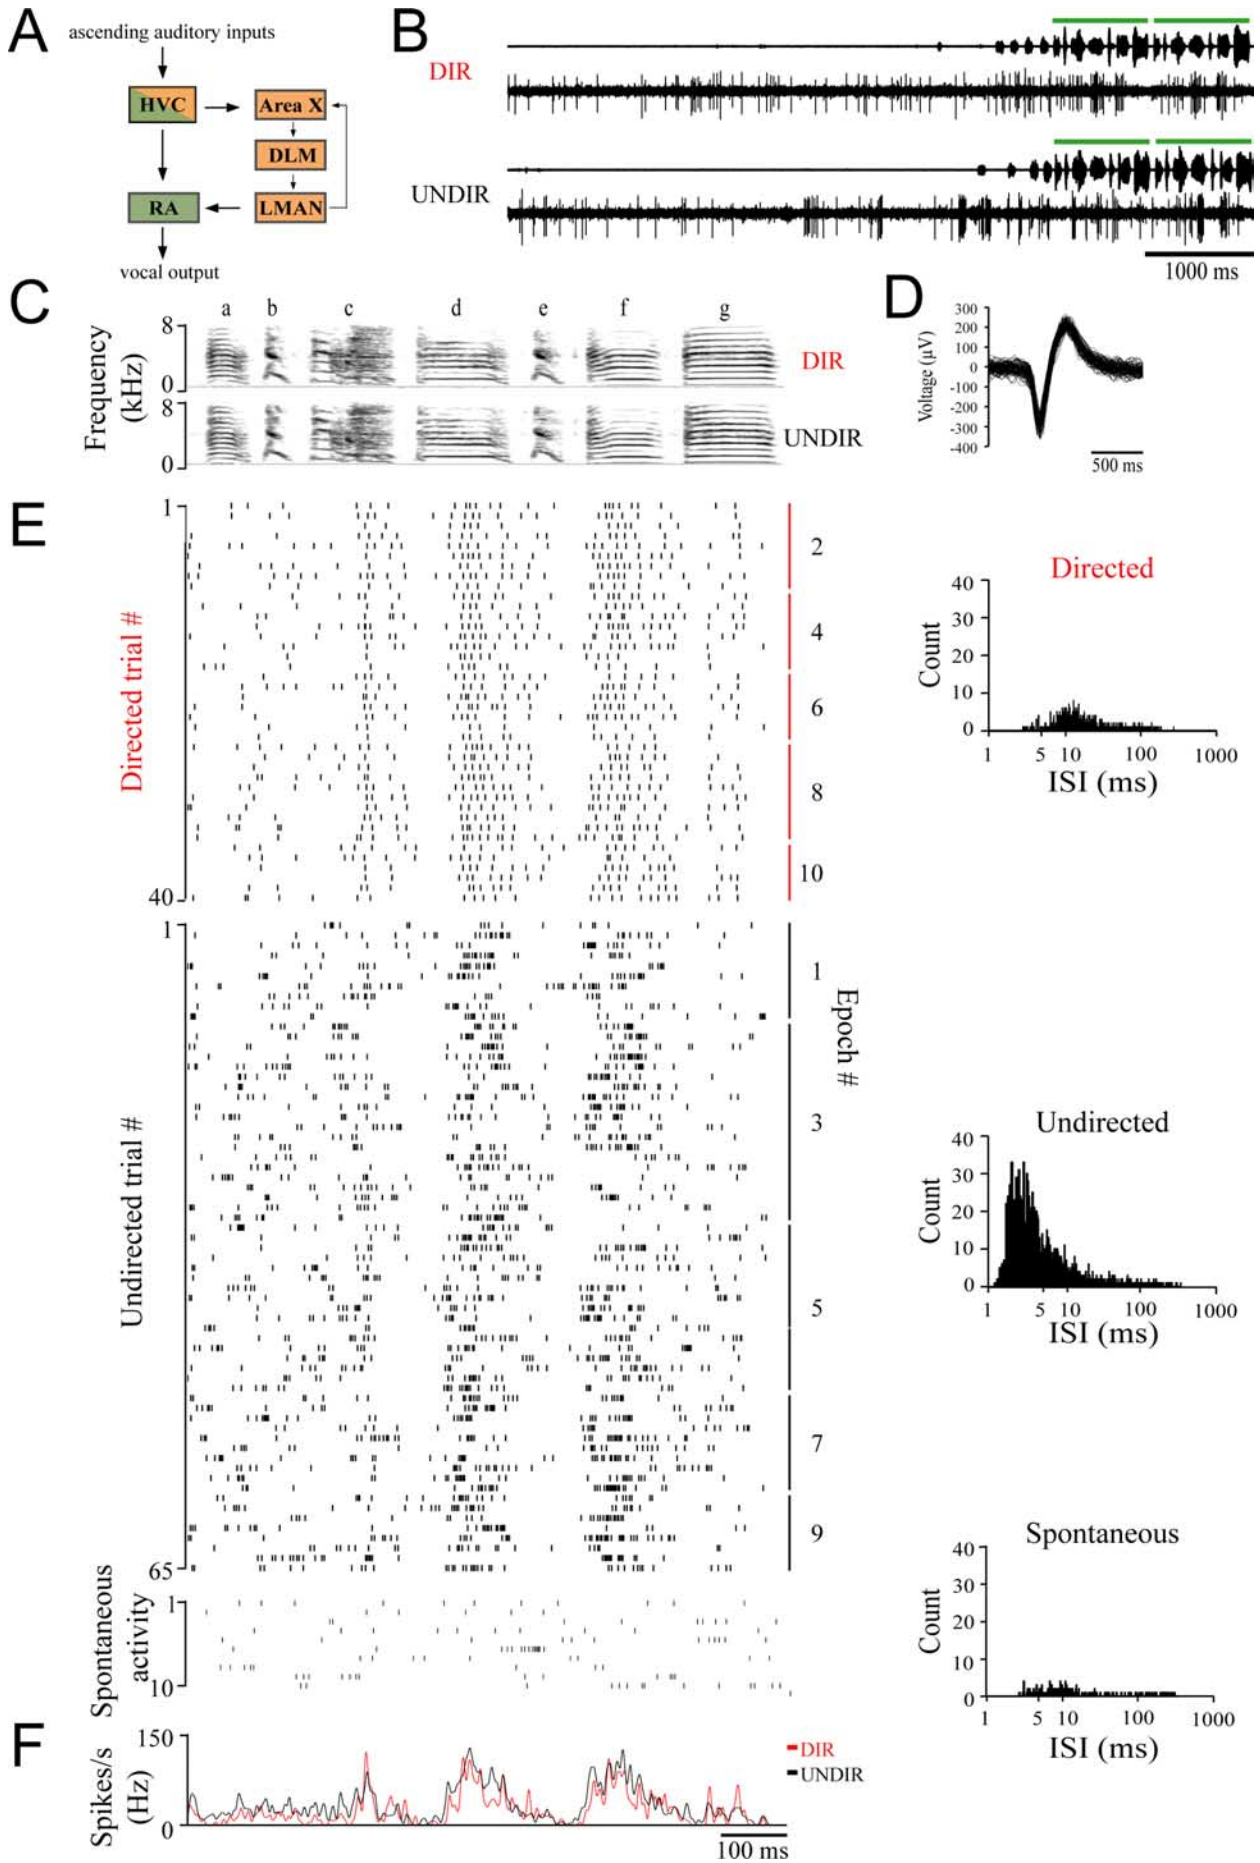 A
ascending auditory inputs
HVC
Area X
DLM
RA
LMAN
vocal output
B
DIR
UNDIR
1000 ms
C
a b c d e f g
Frequency
(kHz)
8
0
8
0
DIR
UNDIR
D
Voltage (µV)
300
200
100
0
-100
-200
-300
-400
500 ms
E
Directed trial #
1
40
2
4
6
8
10
Undirected trial #
1
65
1
3
5
7
9
Epoch #
Spontaneous
activity
1
10
Directed
Count
40
30
20
10
0
1 5 10 100 1000
ISI (ms)
Undirected
Count
40
30
20
10
0
1 5 10 100 1000
ISI (ms)
Spontaneous
Count
40
30
20
10
0
1 5 10 100 1000
ISI (ms)
F
Spikes/s
(Hz)
150
0
DIR
UNDIR
100 ms